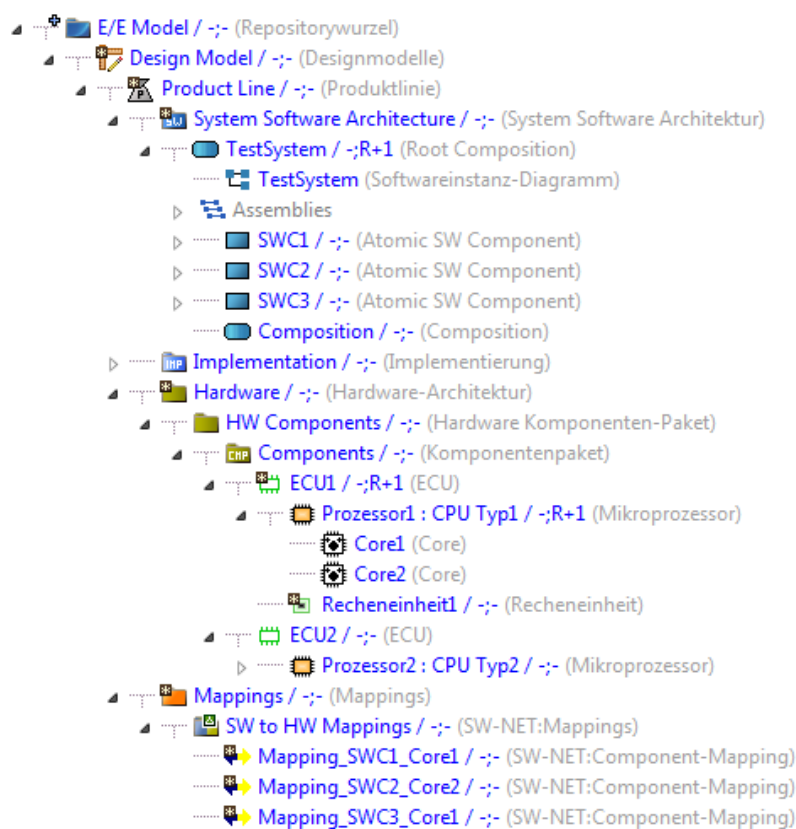 E/E Model / -;- (Repositorywurzel)
Design Model / -;- (Designmodelle)
Product Line / -;- (Produktlinie)
System Software Architecture / -;- (System Software Architektur)
TestSystem / -;R+1 (Root Composition)
TestSystem (Softwareinstanz-Diagramm)
Assemblies
SWC1 / -;- (Atomic SW Component)
SWC2 / -;- (Atomic SW Component)
SWC3 / -;- (Atomic SW Component)
Composition / -;- (Composition)
Implementation / -;- (Implementierung)
Hardware / -;- (Hardware-Architektur)
HW Components / -;- (Hardware Komponenten-Paket)
Components / -;- (Komponentenpaket)
ECU1 / -;R+1 (ECU)
Prozessor1 : CPU Typ1 / -;R+1 (Mikroprozessor)
Core1 (Core)
Core2 (Core)
Recheneinheit1 / -;- (Recheneinheit)
ECU2 / -;- (ECU)
Prozessor2 : CPU Typ2 / -;- (Mikroprozessor)
Mappings / -;- (Mappings)
SW to HW Mappings / -;- (SW-NET:Mappings)
Mapping_SWC1_Core1 / -;- (SW-NET:Component-Mapping)
Mapping_SWC2_Core2 / -;- (SW-NET:Component-Mapping)
Mapping_SWC3_Core1 / -;- (SW-NET:Component-Mapping)